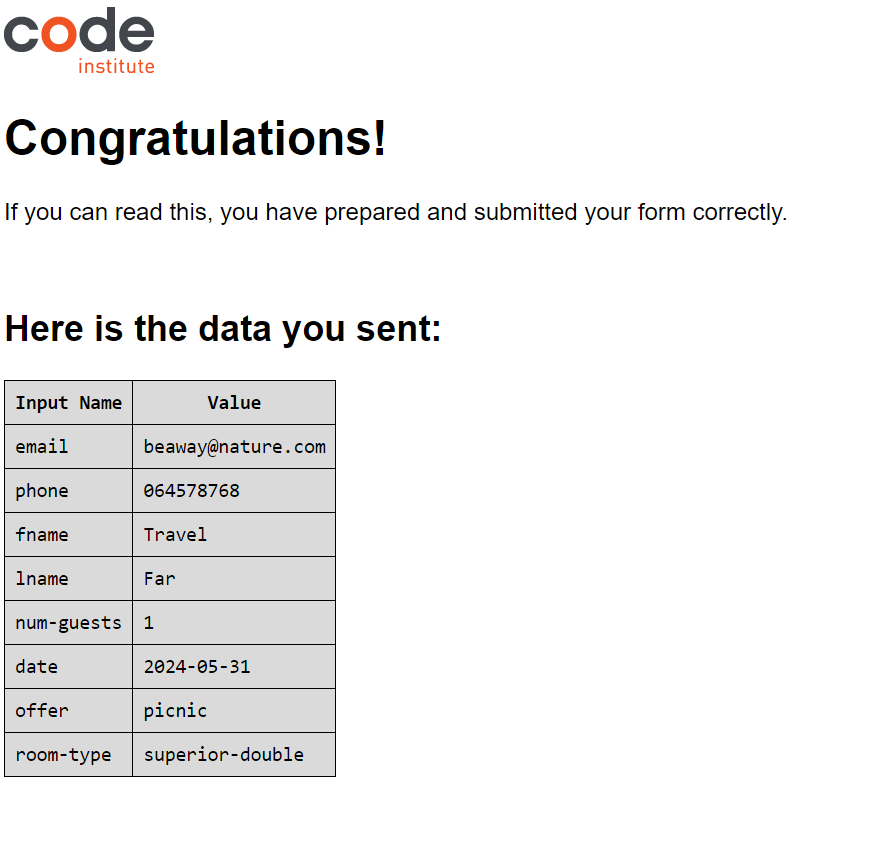 code
institute
Congratulations!
If you can read this, you have prepared and submitted your form correctly.
Here is the data you sent:
Input Name Value
email beaway@nature.com
phone 064578768
fname Travel
lname Far
num-guests 1
date 2024-05-31
offer picnic
room-type superior-double